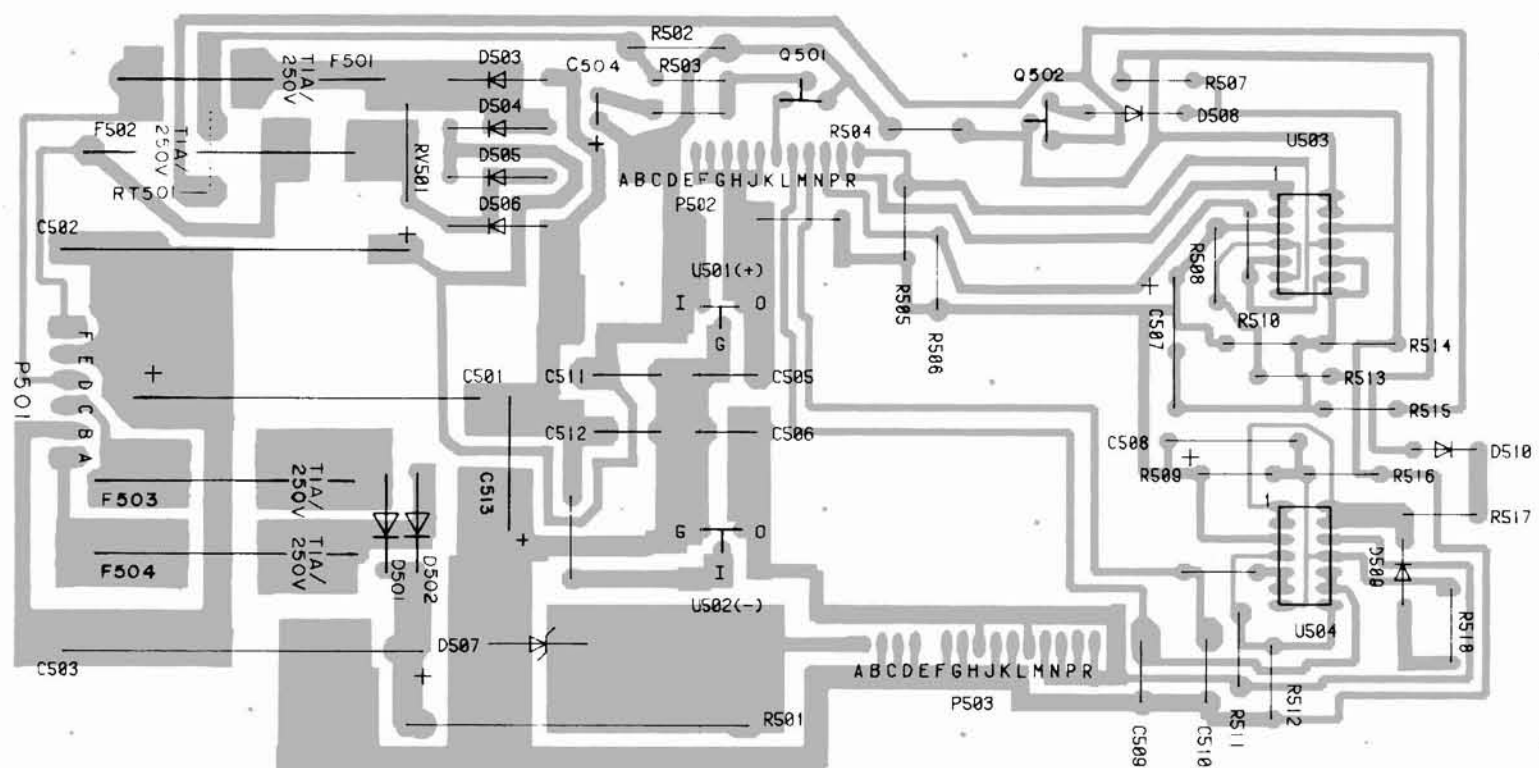 R502
Q501
D503
T1A/
250V
F501
C504
R503
Q502
R507
D504
D508
F502
T1A/
250V
R504
U503
D505
RV501
ABCDEFGHJKLMNPR
1
RT501
D506
P502
C502
+
+
R508
U501(+)
I
O
R505
+
C507
R510
G
R506
F
E
D
C
B
A
P501
R514
+
C501
C511
C505
R513
R515
C512
C506
C508
D510
+
R509
R516
T1A/
250V
C513
F503
1
R517
G
O
+
D509
T1A/
250V
F504
D501
D502
I
U502(-)
U504
R518
D507
C503
ABCDEFGHJKLMNPR
+
P503
R512
R501
R511
C509
C510